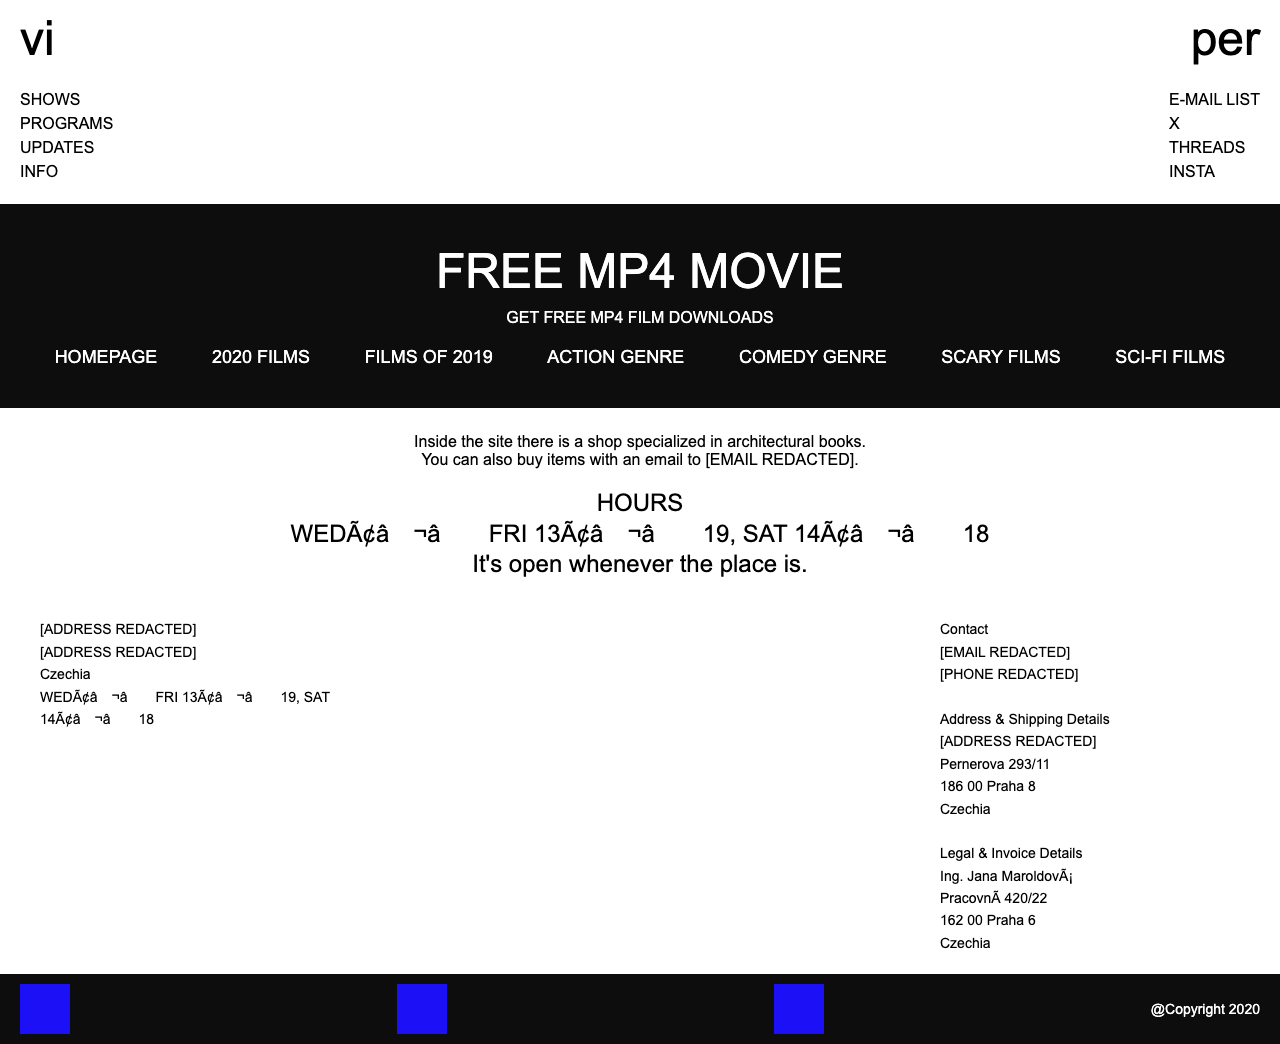 vi
per
SHOWS
PROGRAMS
UPDATES
INFO
E-MAIL LIST
X
THREADS
INSTA
FREE MP4 MOVIE
GET FREE MP4 FILM DOWNLOADS
HOMEPAGE 2020 FILMS FILMS OF 2019 ACTION GENRE COMEDY GENRE SCARY FILMS SCI-FI FILMS
Inside the site there is a shop specialized in architectural books.
You can also buy items with an email to [EMAIL REDACTED].
HOURS
WEDÃ¢â ¬â FRI 13Ã¢â ¬â 19, SAT 14Ã¢â ¬â 18
It's open whenever the place is.
[ADDRESS REDACTED]
[ADDRESS REDACTED]
Czechia
WEDÃ¢â ¬â FRI 13Ã¢â ¬â 19, SAT
14Ã¢â ¬â 18
Contact
[EMAIL REDACTED]
[PHONE REDACTED]
Address & Shipping Details
[ADDRESS REDACTED]
Pernerova 293/11
186 00 Praha 8
Czechia
Legal & Invoice Details
Ing. Jana MaroldovÃ¡
PracovnÃ­ 420/22
162 00 Praha 6
Czechia
@Copyright 2020